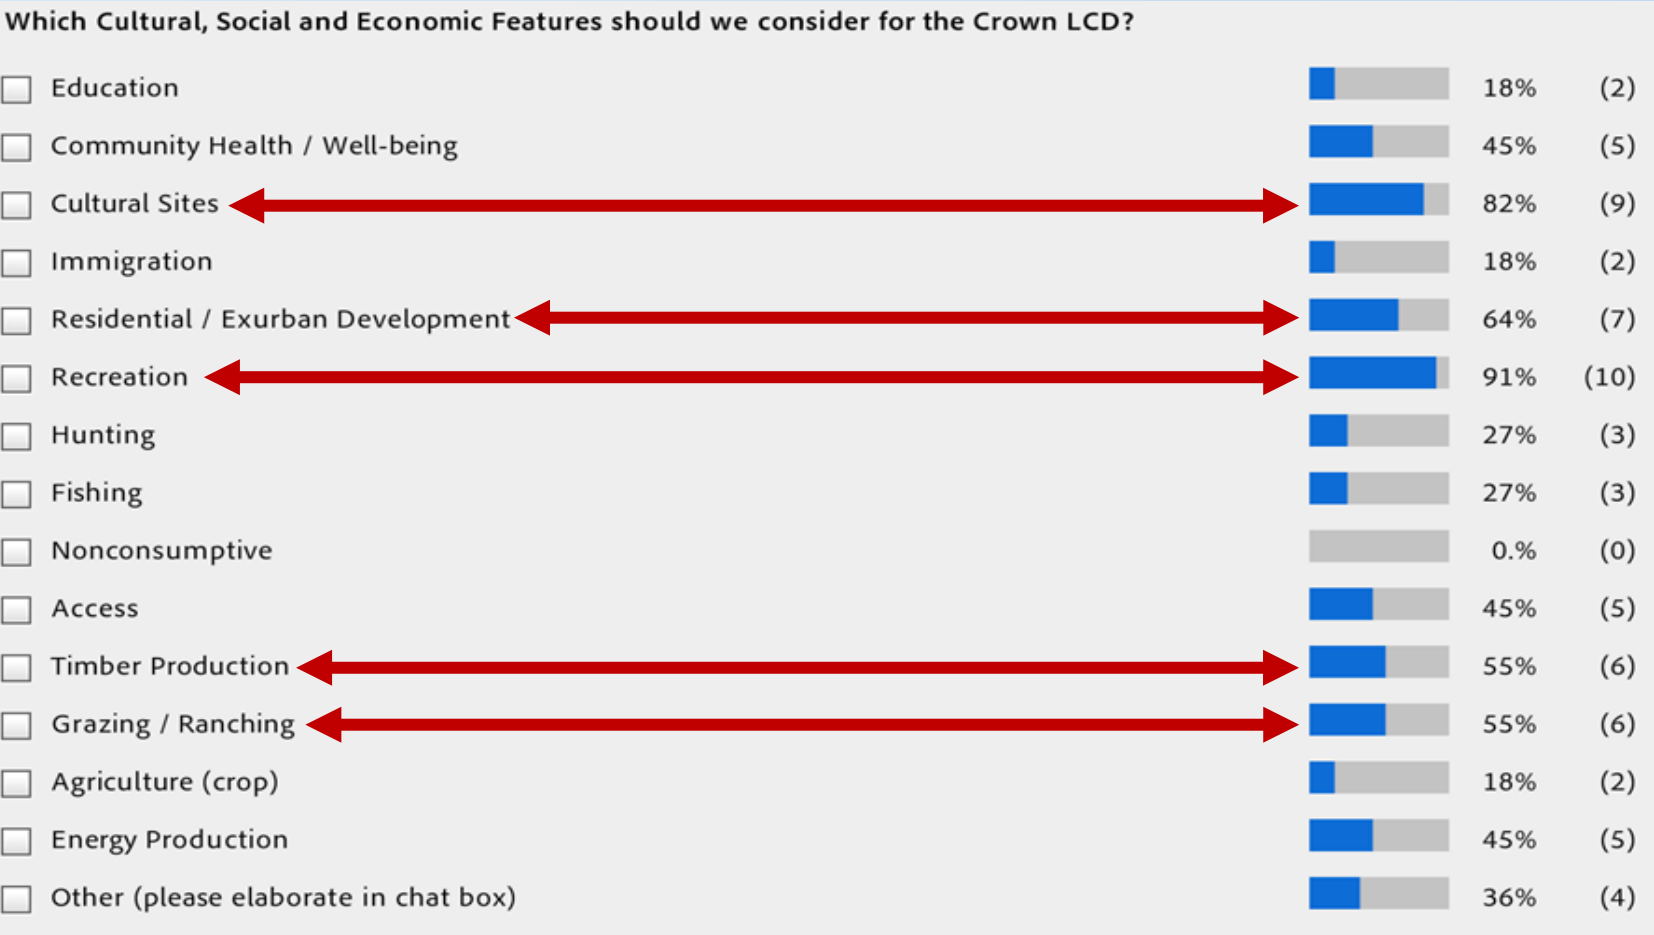 Which Cultural, Social and Economic Features should we consider for the Crown LCD?
Education 18% (2)
Community Health / Well-being 45% (5)
Cultural Sites 82% (9)
Immigration 18% (2)
Residential / Exurban Development 64% (7)
Recreation 91% (10)
Hunting 27% (3)
Fishing 27% (3)
Nonconsumptive 0.% (0)
Access 45% (5)
Timber Production 55% (6)
Grazing / Ranching 55% (6)
Agriculture (crop) 18% (2)
Energy Production 45% (5)
Other (please elaborate in chat box) 36% (4)